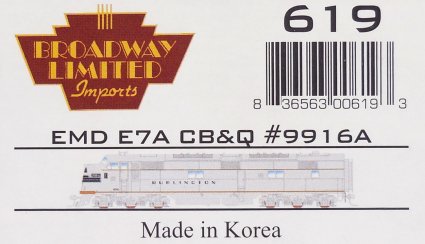 BROADWAY
LIMITED
Imports
619
8 36563 00619 3
EMD E7A CB&Q #9916A
BURLINGTON
Made in Korea